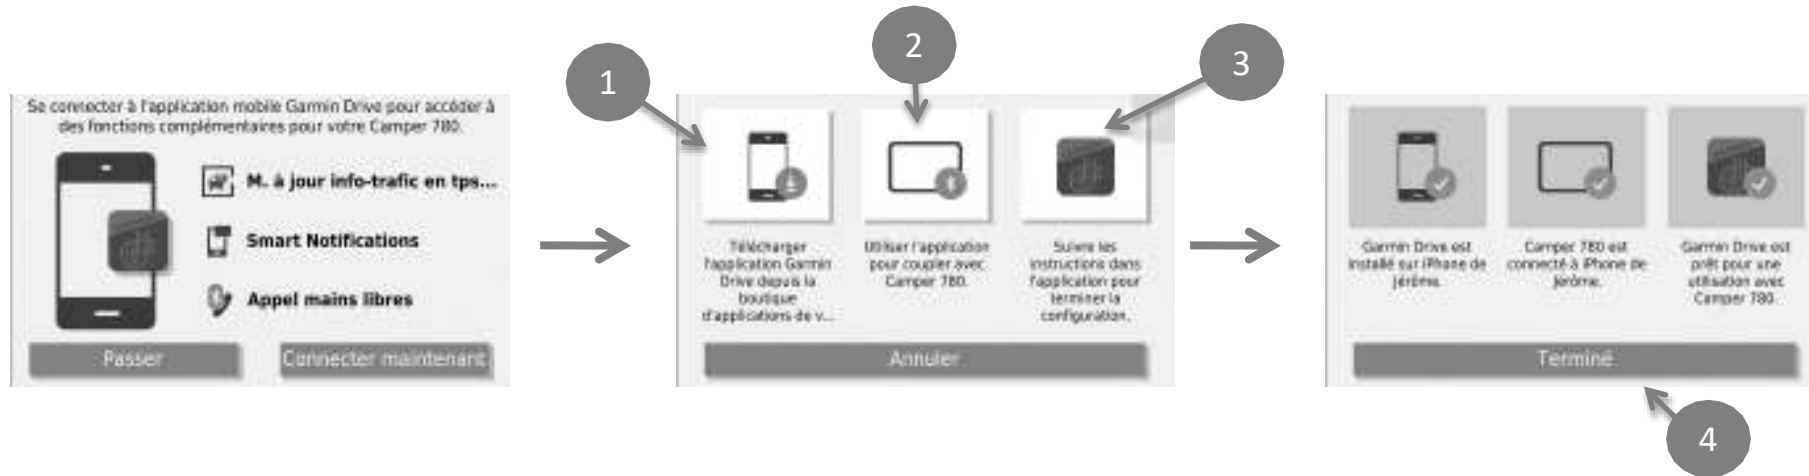 1
2
3
Se connecter à l'application mobile Garmin Drive pour accéder à
des fonctions complémentaires pour votre Camper 780.
M. à jour info-trafic en tps...
Smart Notifications
Appel mains libres
Passer
Connecter maintenant
Télécharger
l'application Garmin
Drive depuis la
boutique
d'applications de v...
Utiliser l'application
pour coupler avec
Camper 780.
Suivre les
instructions dans
l'application pour
terminer la
configuration.
Annuler
Garmin Drive est
installé sur iPhone de
Jérôme.
Camper 780 est
connecté à iPhone de
Jérôme.
Garmin Drive est
prêt pour une
utilisation avec
Camper 780.
Terminé
4